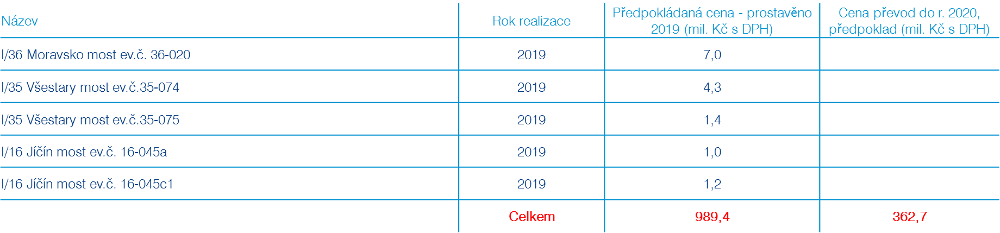 Název Rok realizace Předpokládaná cena - prostavěno 2019 (mil. Kč s DPH) Cena převod do r. 2020, předpoklad (mil. Kč s DPH)
I/36 Moravsko most ev.č. 36-020 2019 7,0
I/35 Všestary most ev.č.35-074 2019 4,3
I/35 Všestary most ev.č.35-075 2019 1,4
I/16 Jíčín most ev.č. 16-045a 2019 1,0
I/16 Jíčín most ev.č. 16-045c1 2019 1,2
Celkem 989,4 362,7